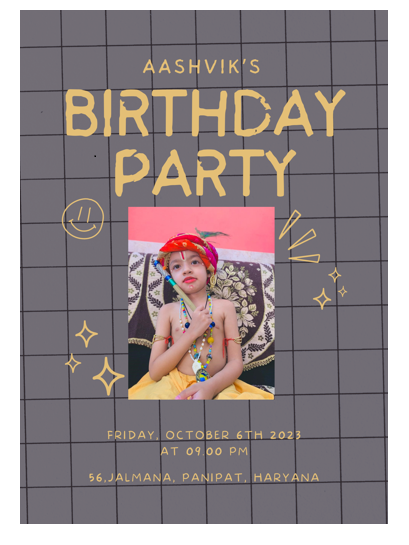 AASHVIK'S
BIRTHDAY
PARTY
FRIDAY, OCTOBER 6TH 2023
AT 09.00 PM
56,JALMANA, PANIPAT, HARYANA